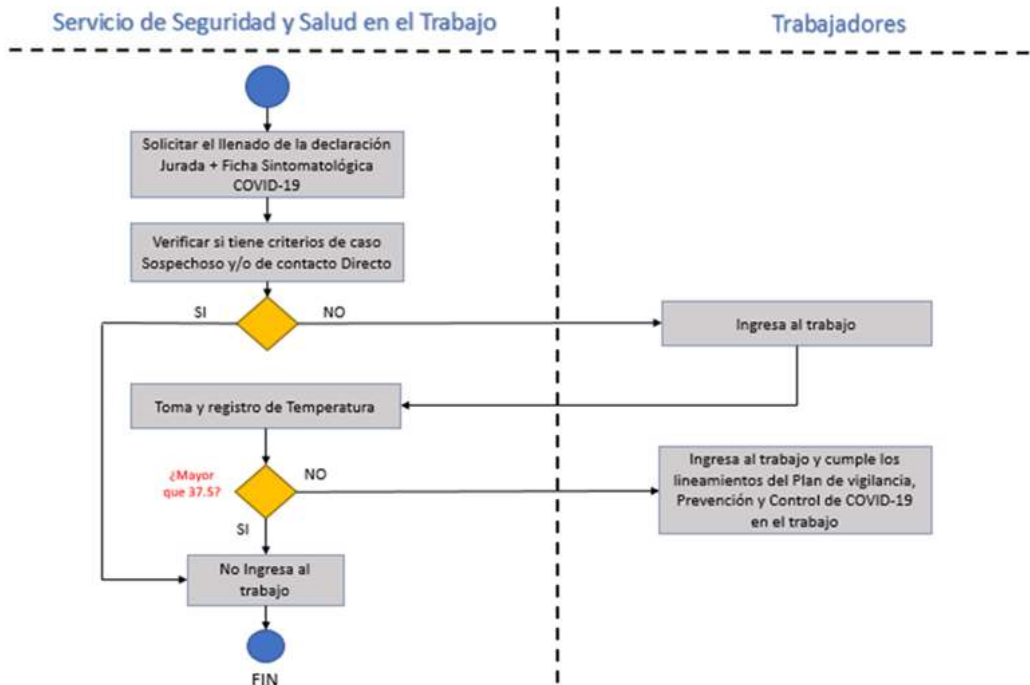 Servicio de Seguridad y Salud en el Trabajo
Trabajadores
Solicitar el llenado de la declaración
Jurada + Ficha Sintomatológica
COVID-19
Verificar si tiene criterios de caso
Sospechoso y/o de contacto Directo
SI
NO
Ingresa al trabajo
Toma y registro de Temperatura
¿Mayor
que 37.5?
NO
Ingresa al trabajo y cumple los
lineamientos del Plan de vigilancia,
Prevención y Control de COVID-19
en el trabajo
SI
No Ingresa al
trabajo
FIN